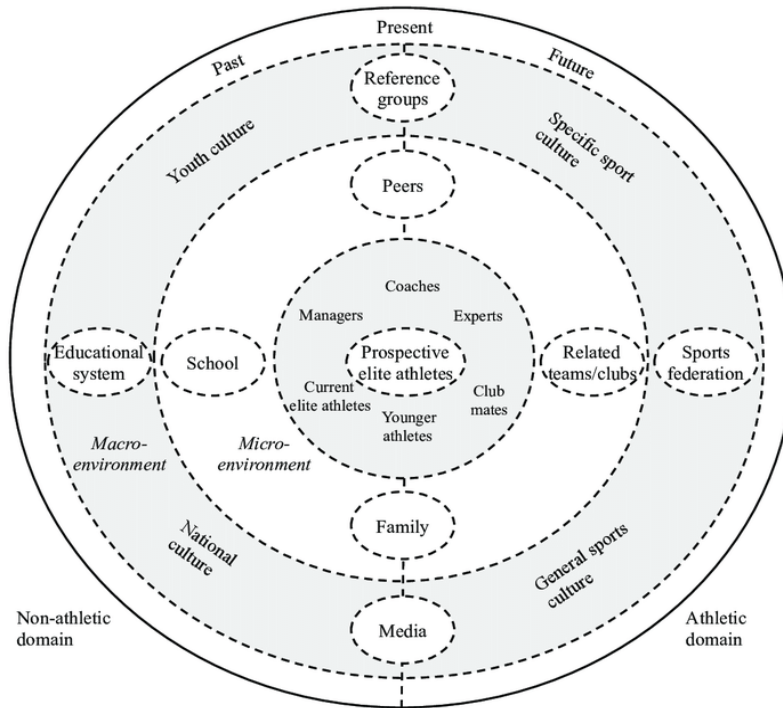 Present
Past
Future
Reference
groups
Youth culture
Specific sport
culture
Peers
Coaches
Managers
Experts
Educational
system
School
Prospective
elite athletes
Related
teams/clubs
Sports
federation
Current
elite athletes
Club
mates
Younger
athletes
Macro-
environment
Micro-
environment
Family
National
culture
General sports
culture
Non-athletic
domain
Media
Athletic
domain